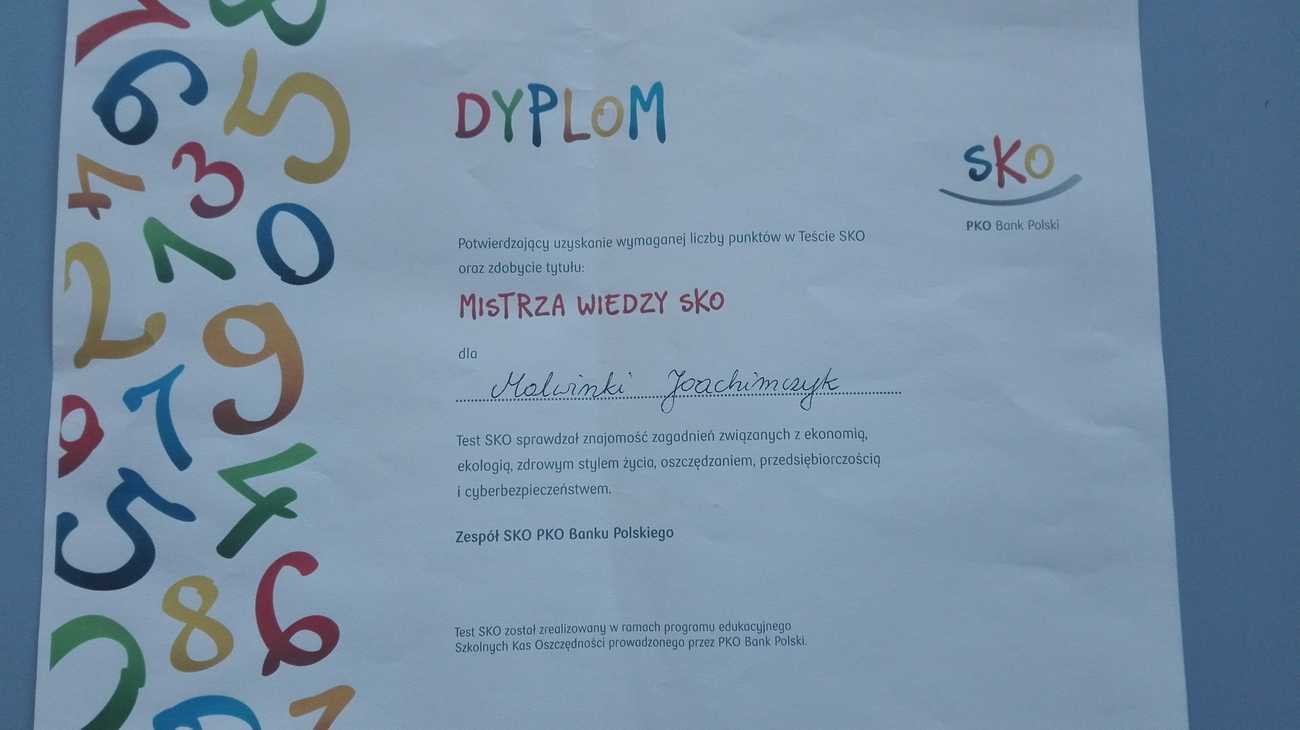 DYPLOM
SKO
PKO Bank Polski
Potwierdzający uzyskanie wymaganej liczby punktów w Teście SKO
oraz zdobycie tytułu:
MISTRZA WIEDZY SKO
dla
Malwinki Joachimczyk
Test SKO sprawdzał znajomość zagadnień związanych z ekonomią,
ekologią, zdrowym stylem życia, oszczędzaniem, przedsiębiorczością
i cyberbezpieczeństwem.
Zespół SKO PKO Banku Polskiego
Test SKO został zrealizowany w ramach programu edukacyjnego
Szkolnych Kas Oszczędności prowadzonego przez PKO Bank Polski.